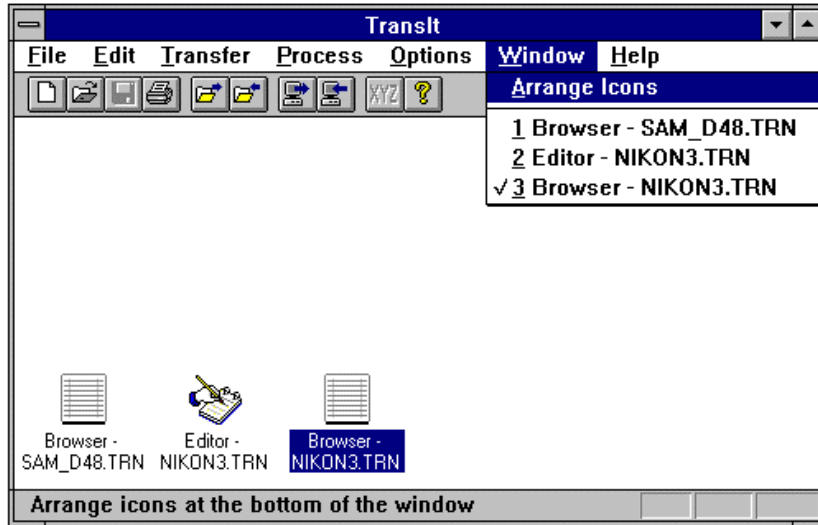 TransIt
File Edit Transfer Process Options Window Help
XYZ ?
Arrange Icons
1 Browser - SAM_D48.TRN
2 Editor - NIKON3.TRN
√ 3 Browser - NIKON3.TRN
Browser -
SAM_D48.TRN
Editor -
NIKON3.TRN
Browser -
NIKON3.TRN
Arrange icons at the bottom of the window